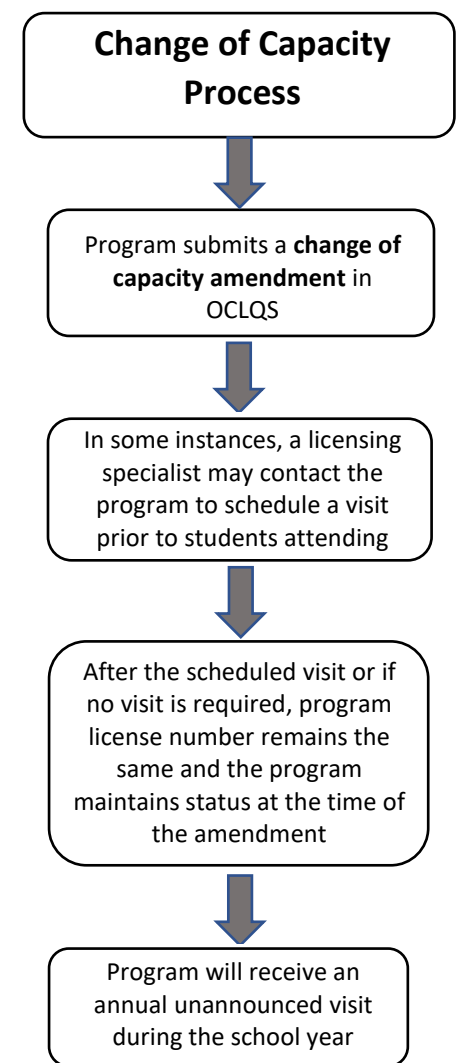 Change of Capacity
Process
Program submits a change of
capacity amendment in
OCLQS
In some instances, a licensing
specialist may contact the
program to schedule a visit
prior to students attending
After the scheduled visit or if
no visit is required, program
license number remains the
same and the program
maintains status at the time of
the amendment
Program will receive an
annual unannounced visit
during the school year